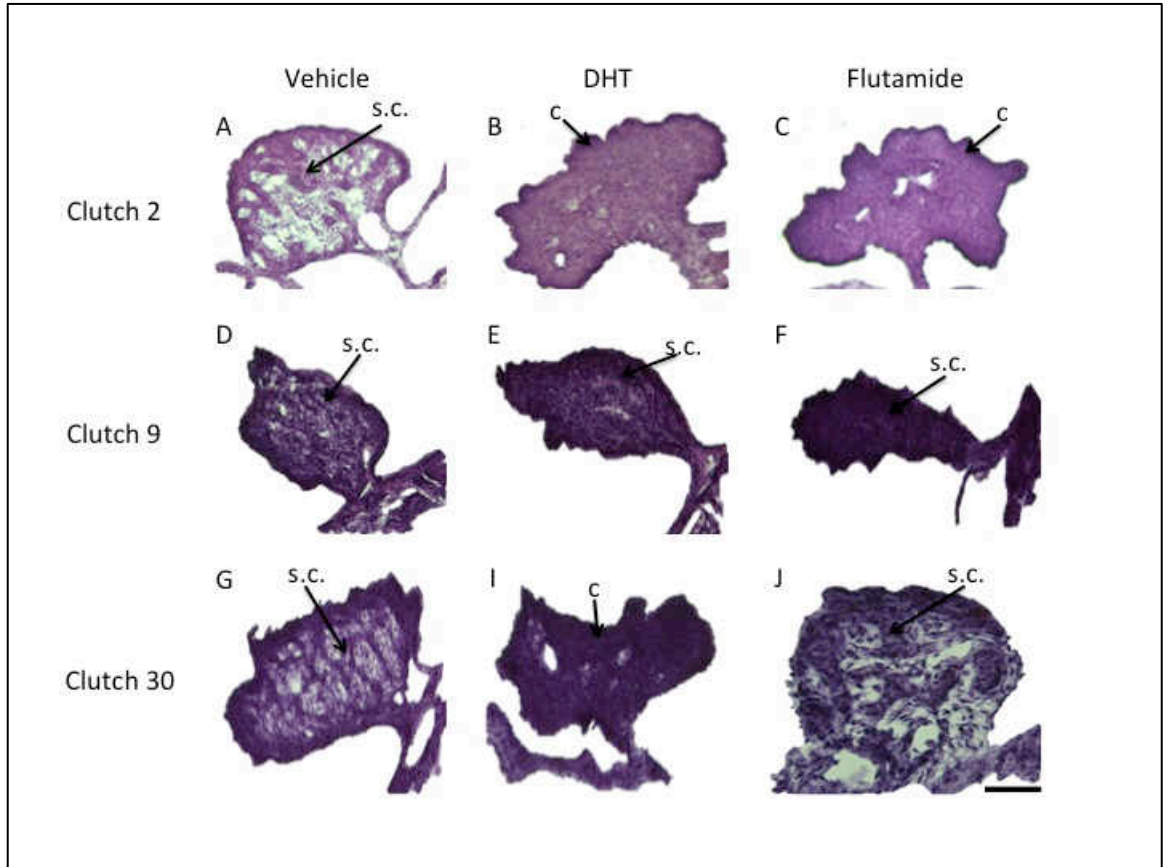 Vehicle DHT Flutamide
A s.c. B c C c
Clutch 2
D s.c. E s.c. F s.c.
Clutch 9
G s.c. I c J s.c.
Clutch 30